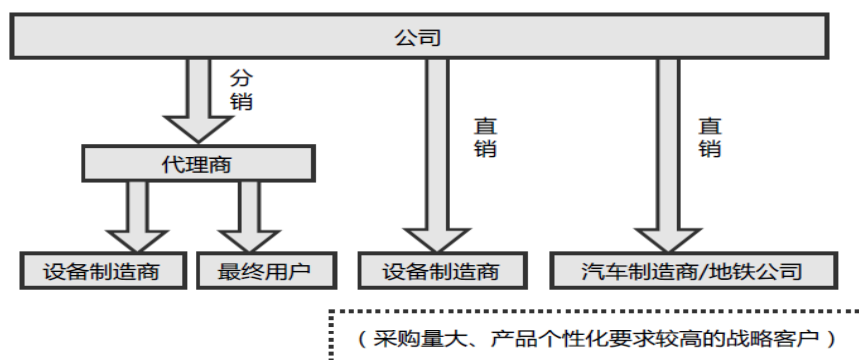 公司
分销
直销
直销
代理商
设备制造商
最终用户
设备制造商
汽车制造商/地铁公司
（采购量大、产品个性化要求较高的战略客户）